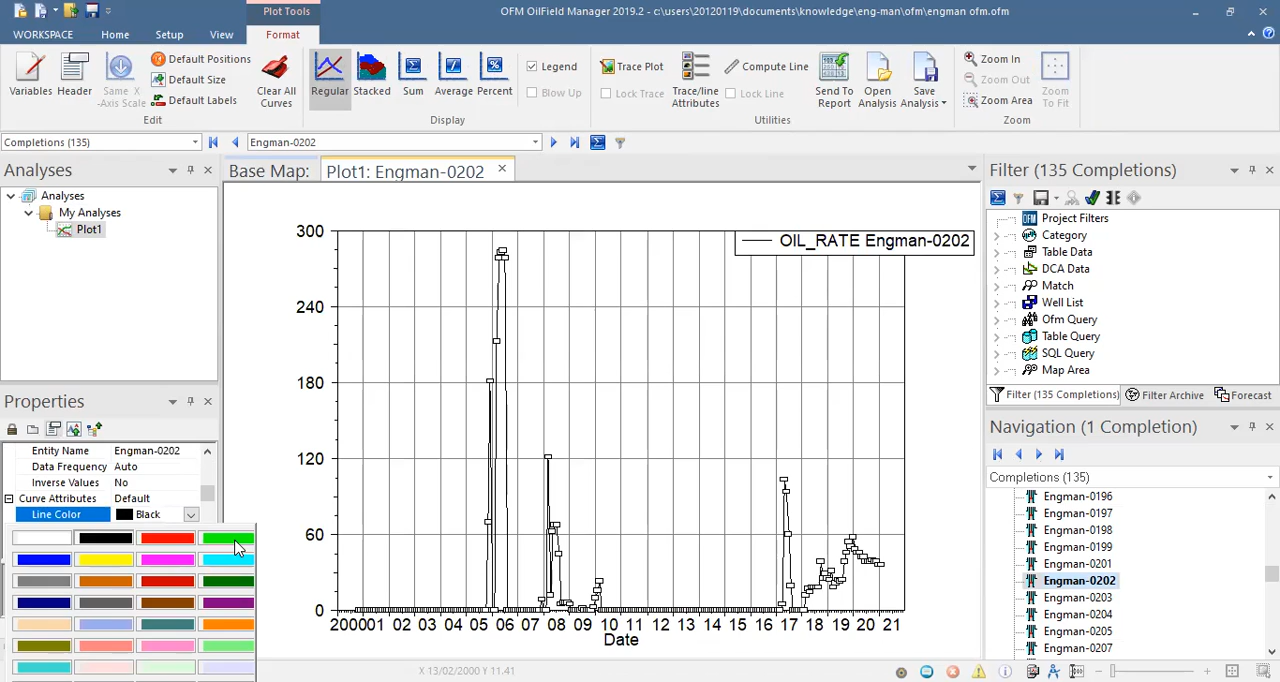 Plot Tools
OFM OilField Manager 2019.2 - c:\users\20120119\documents\knowledge\eng-man\ofm\engman ofm.ofm
WORKSPACE Home Setup View Format
Variables
Header
Same X
-Axis Scale
Default Positions
Default Size
Default Labels
Clear All
Curves
Edit
Regular
Stacked
Sum
Average
Percent
Legend
Blow Up
Display
Trace Plot
Lock Trace
Trace/line
Attributes
Compute Line
Lock Line
Send To
Report
Open
Analysis
Save
Analysis
Utilities
Zoom In
Zoom Out
Zoom Area
Zoom
To Fit
Zoom
Completions (135)
Engman-0202
Analyses
Analyses
My Analyses
Plot1
Properties
Entity Name Engman-0202
Data Frequency Auto
Inverse Values No
Curve Attributes Default
Line Color Black
Base Map:
Plot1: Engman-0202
OIL_RATE Engman-0202
300
240
180
120
60
0
200001 02 03 04 05 06 07 08 09 10 11 12 13 14 15 16 17 18 19 20 21
Date
Filter (135 Completions)
Project Filters
Category
Table Data
DCA Data
Match
Well List
Ofm Query
Table Query
SQL Query
Map Area
Filter (135 Completions) Filter Archive Forecast
Navigation (1 Completion)
Completions (135)
Engman-0196
Engman-0197
Engman-0198
Engman-0199
Engman-0201
Engman-0202
Engman-0203
Engman-0204
Engman-0205
Engman-0207
X 13/02/2000 Y 11.41